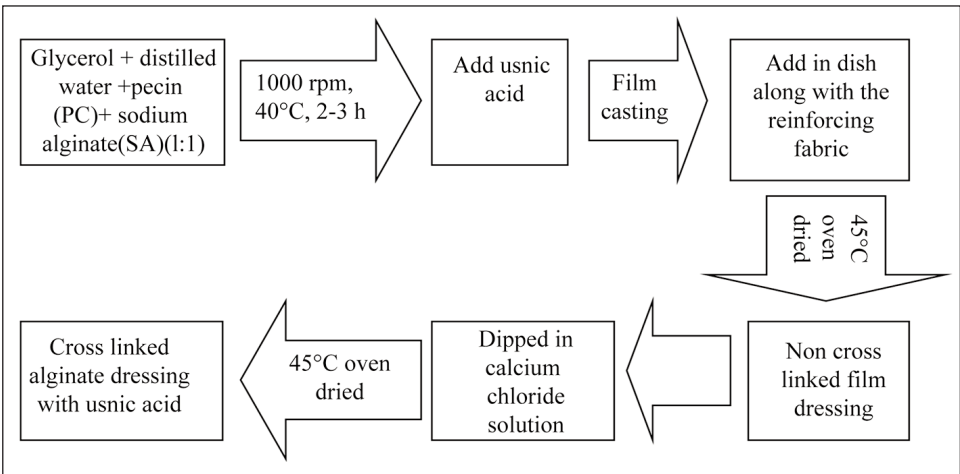 Glycerol + distilled
water +pecin
(PC)+ sodium
alginate(SA)(l:1)
1000 rpm,
40°C, 2-3 h
Add usnic
acid
Film
casting
Add in dish
along with the
reinforcing
fabric
45°C
oven
dried
Non cross
linked film
dressing
Dipped in
calcium
chloride
solution
45°C oven
dried
Cross linked
alginate dressing
with usnic acid